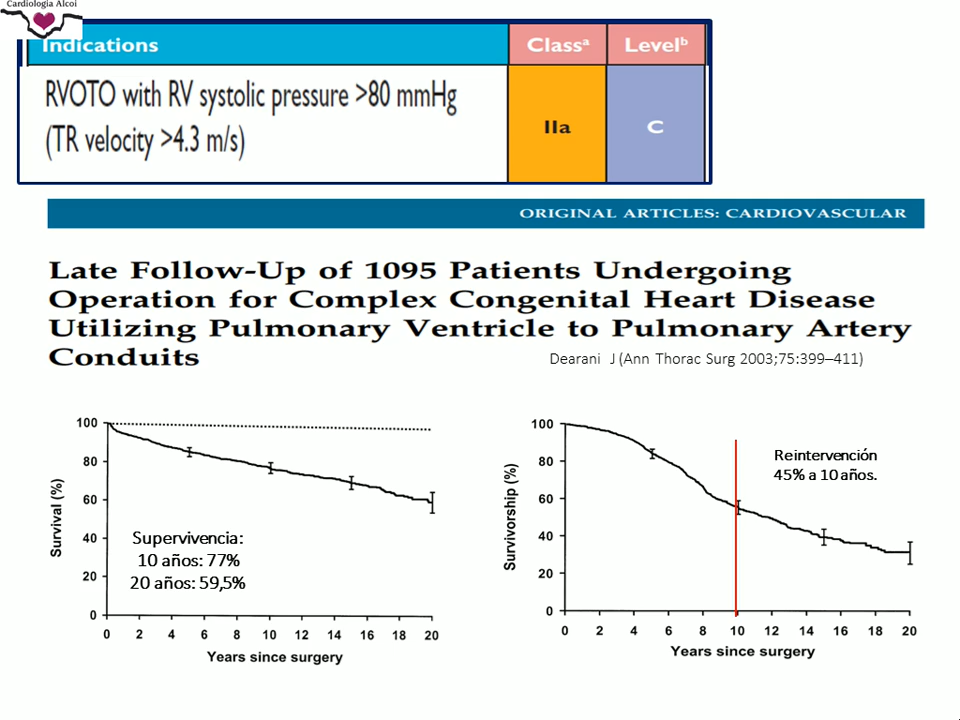 Cardiología Alcoi
Indications
Classᵃ
Levelᵇ
RVOTO with RV systolic pressure >80 mmHg
(TR velocity >4.3 m/s)
IIa
C
ORIGINAL ARTICLES: CARDIOVASCULAR
Late Follow-Up of 1095 Patients Undergoing
Operation for Complex Congenital Heart Disease
Utilizing Pulmonary Ventricle to Pulmonary Artery
Conduits
Dearani J (Ann Thorac Surg 2003;75:399–411)
Survival (%)
100
80
60
40
20
0
Supervivencia:
10 años: 77%
20 años: 59,5%
0 2 4 6 8 10 12 14 16 18 20
Years since surgery
Survivorship (%)
100
80
60
40
20
0
Reintervención
45% a 10 años.
0 2 4 6 8 10 12 14 16 18 20
Years since surgery